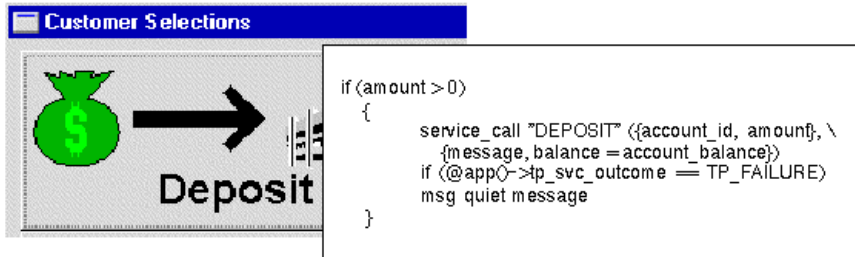 Customer Selections
$
Deposit
if (amount > 0)
{
service_call "DEPOSIT" ({account_id, amount}, \
{message, balance = account_balance})
if (@app()->tp_svc_outcome == TP_FAILURE)
msg quiet message
}